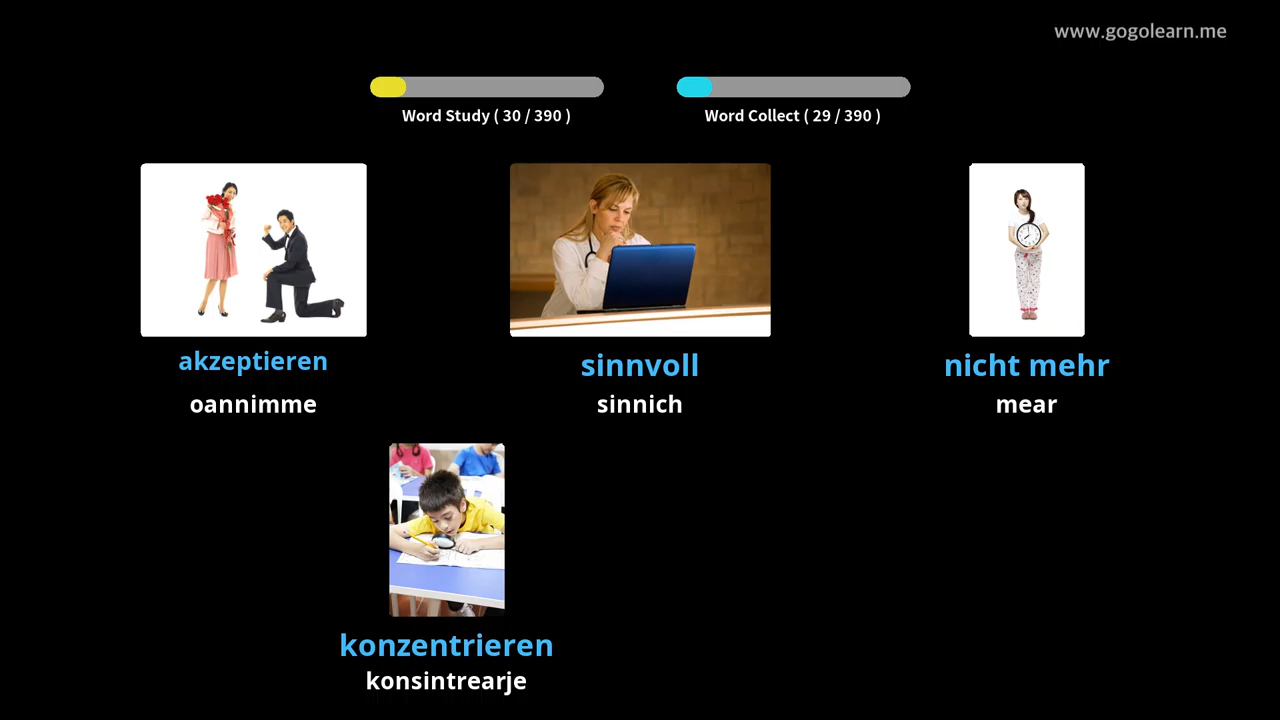 www.gogolearn.me
Word Study ( 30 / 390 )
Word Collect ( 29 / 390 )
akzeptieren
oannimme
sinnvoll
sinnich
nicht mehr
mear
konzentrieren
konsintrearje